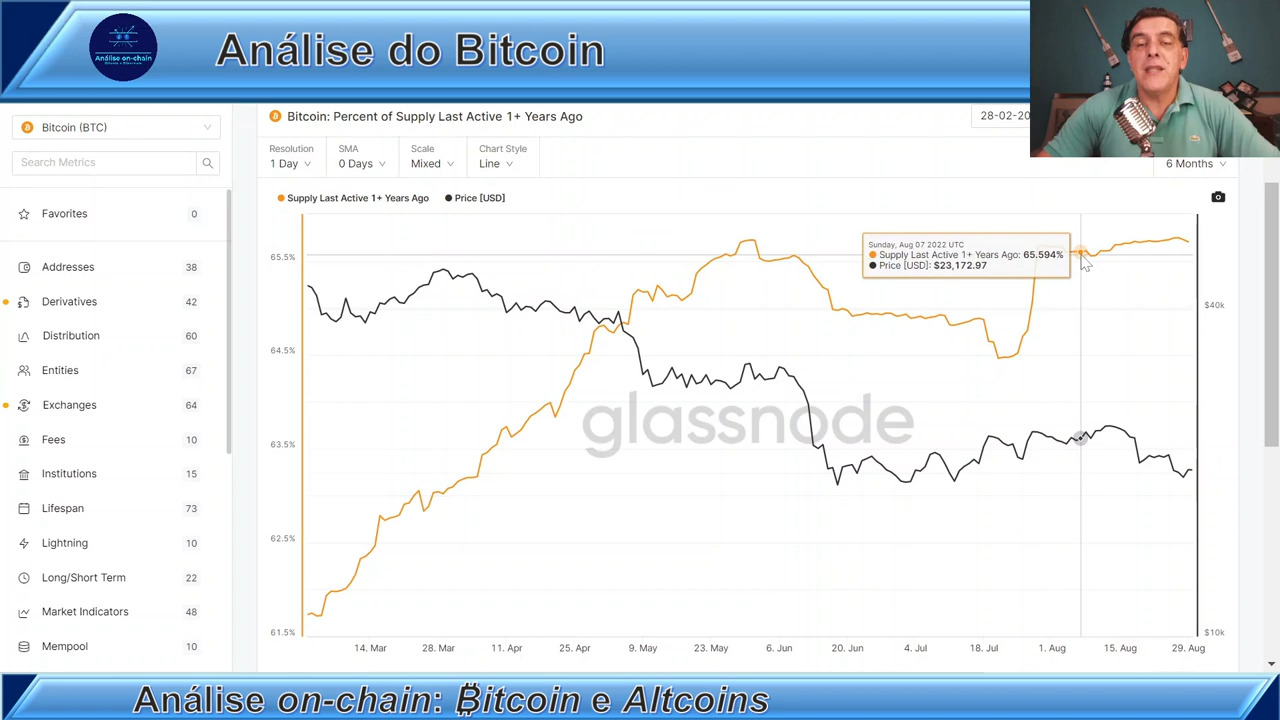 Análise on-chain
Análise do Bitcoin
Bitcoin (BTC)
Search Metrics
Favorites 0
Addresses 38
Derivatives 42
Distribution 60
Entities 67
Exchanges 64
Fees 10
Institutions 15
Lifespan 73
Lightning 10
Long/Short Term 22
Market Indicators 48
Mempool 10
Bitcoin: Percent of Supply Last Active 1+ Years Ago
28-02-20
Resolution
1 Day
SMA
0 Days
Scale
Mixed
Chart Style
Line
6 Months
Supply Last Active 1+ Years Ago Price [USD]
Sunday, Aug 07 2022 UTC
Supply Last Active 1+ Years Ago: 65.594%
Price [USD]: $23,172.97
65.5%
64.5%
63.5%
62.5%
61.5%
$40k
$10k
glassnode
14. Mar 28. Mar 11. Apr 25. Apr 9. May 23. May 6. Jun 20. Jun 4. Jul 18. Jul 1. Aug 15. Aug 29. Aug
Análise on-chain: ₿itcoin e Altcoins